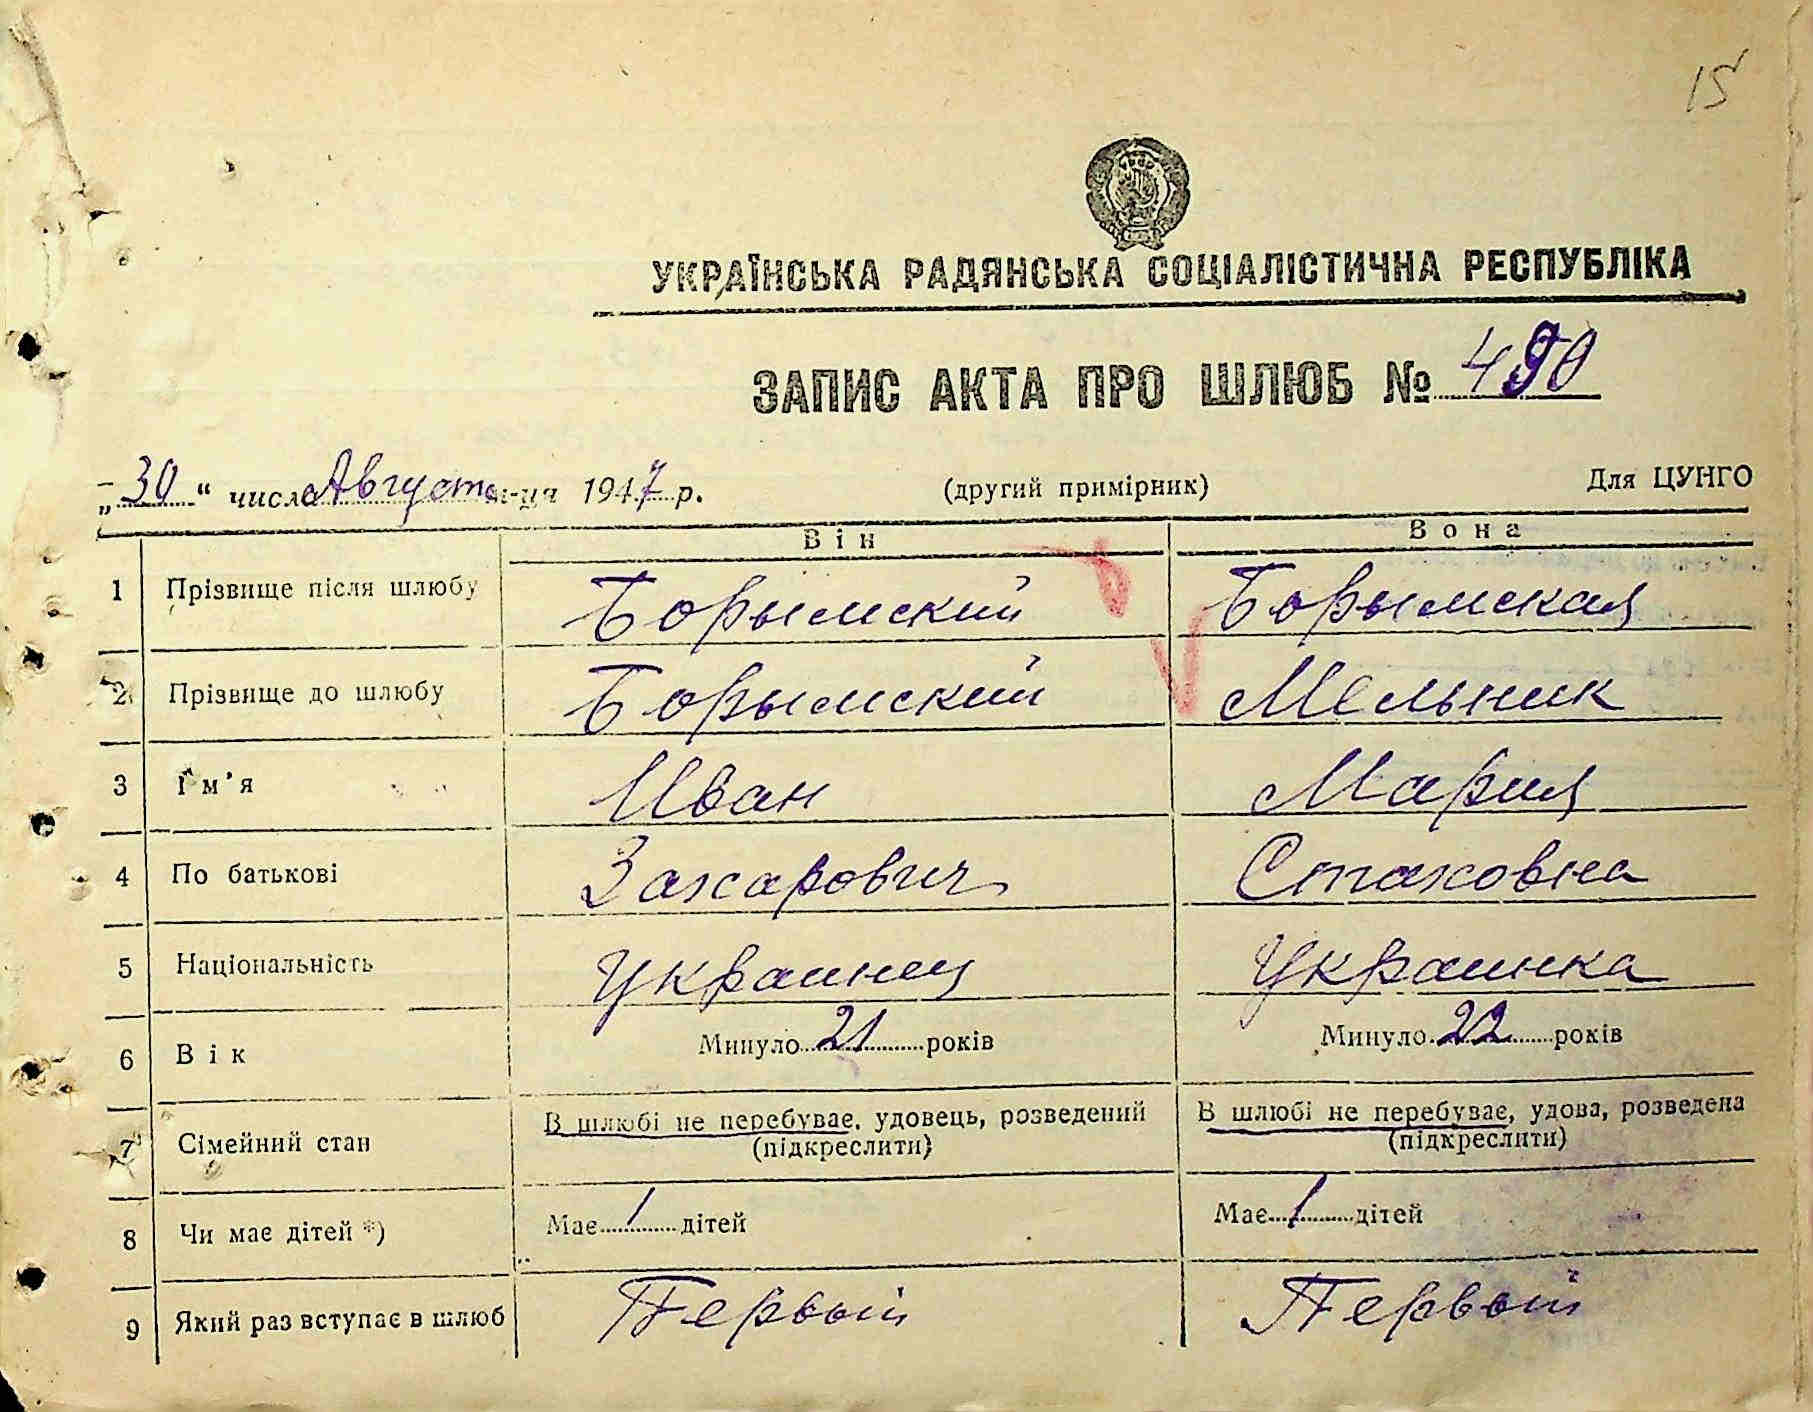 15
УКРАЇНСЬКА РАДЯНСЬКА СОЦІАЛІСТИЧНА РЕСПУБЛІКА
ЗАПИС АКТА ПРО ШЛЮБ № 490
„30“ числа Августа м-ця 1947 р. (другий примірник) Для ЦУНГО
Він Вона
1 Прізвище після шлюбу Борымский Борымская
2 Прізвище до шлюбу Борымский Мельник
3 Ім’я Иван Мария
4 По батькові Захарович Стаховна
5 Національність Украинец Украинка
6 Вік Минуло 21 років Минуло 22 років
7 Сімейний стан В шлюбі не перебуває, удовець, розведений (підкреслити) В шлюбі не перебуває, удова, розведена (підкреслити)
8 Чи має дітей *) Має 1 дітей Має 1 дітей
9 Який раз вступає в шлюб Первый Первый